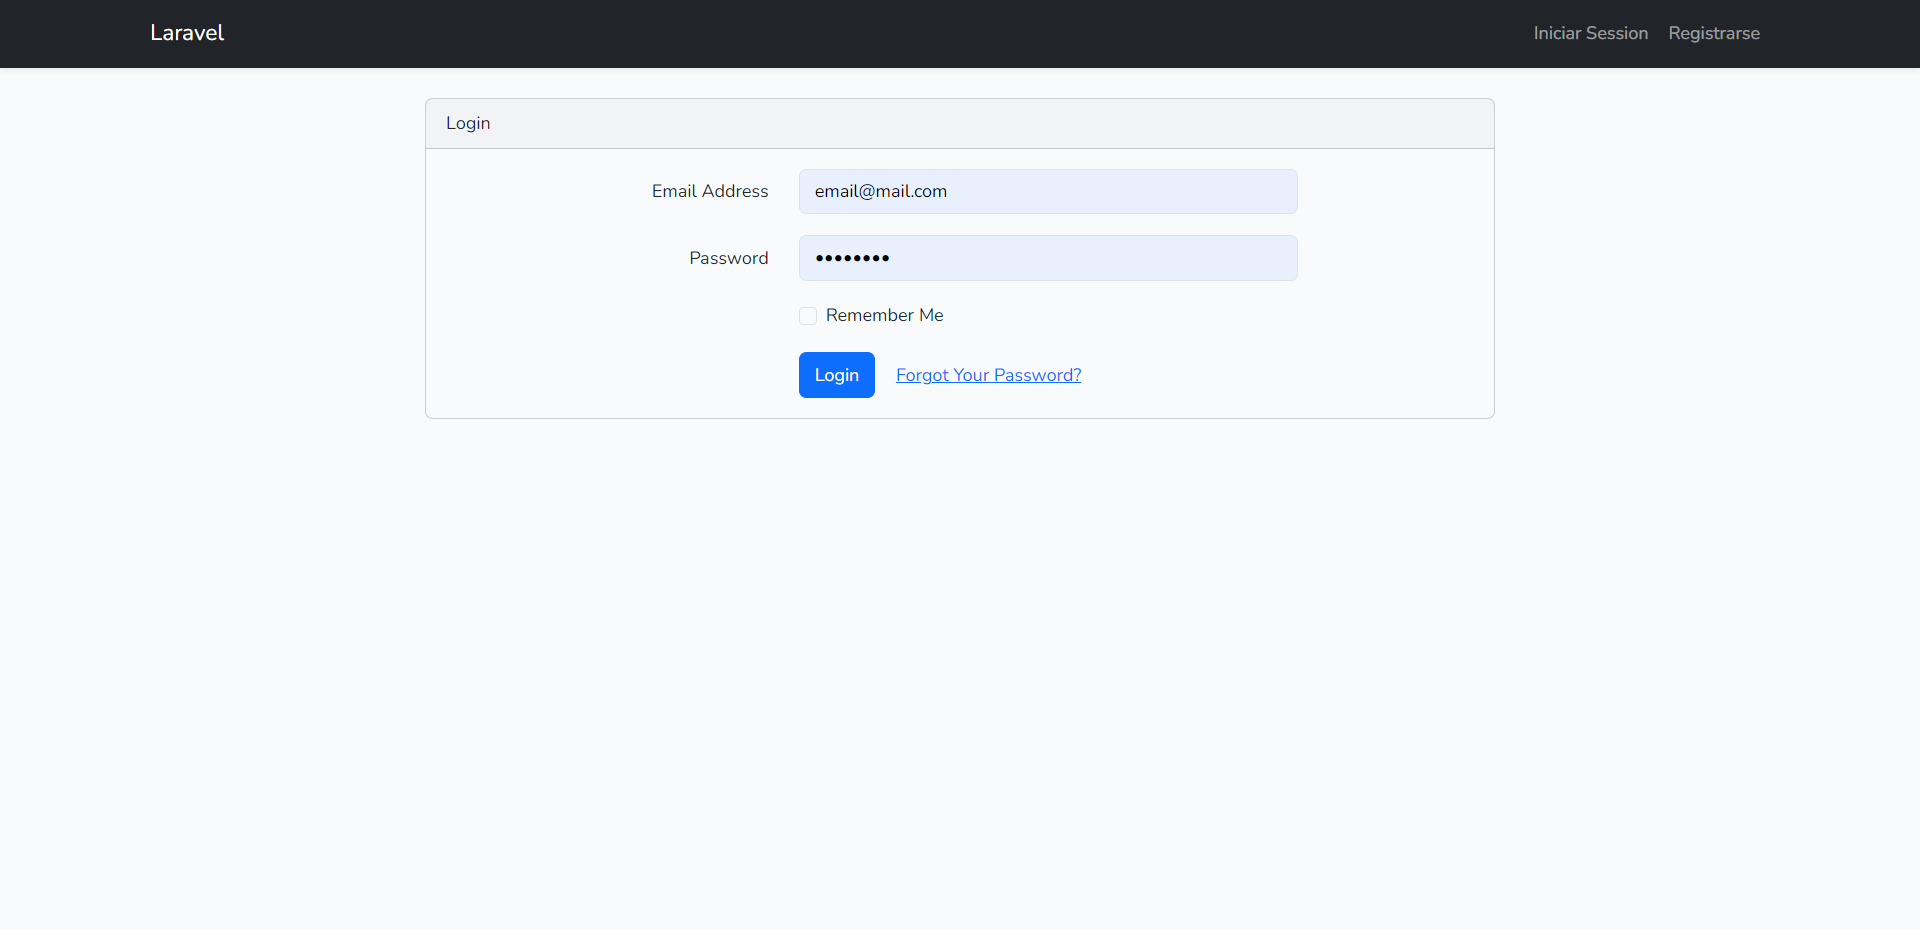 Laravel
Iniciar Session Registrarse
Login
Email Address email@mail.com
Password ••••••••
Remember Me
Login Forgot Your Password?